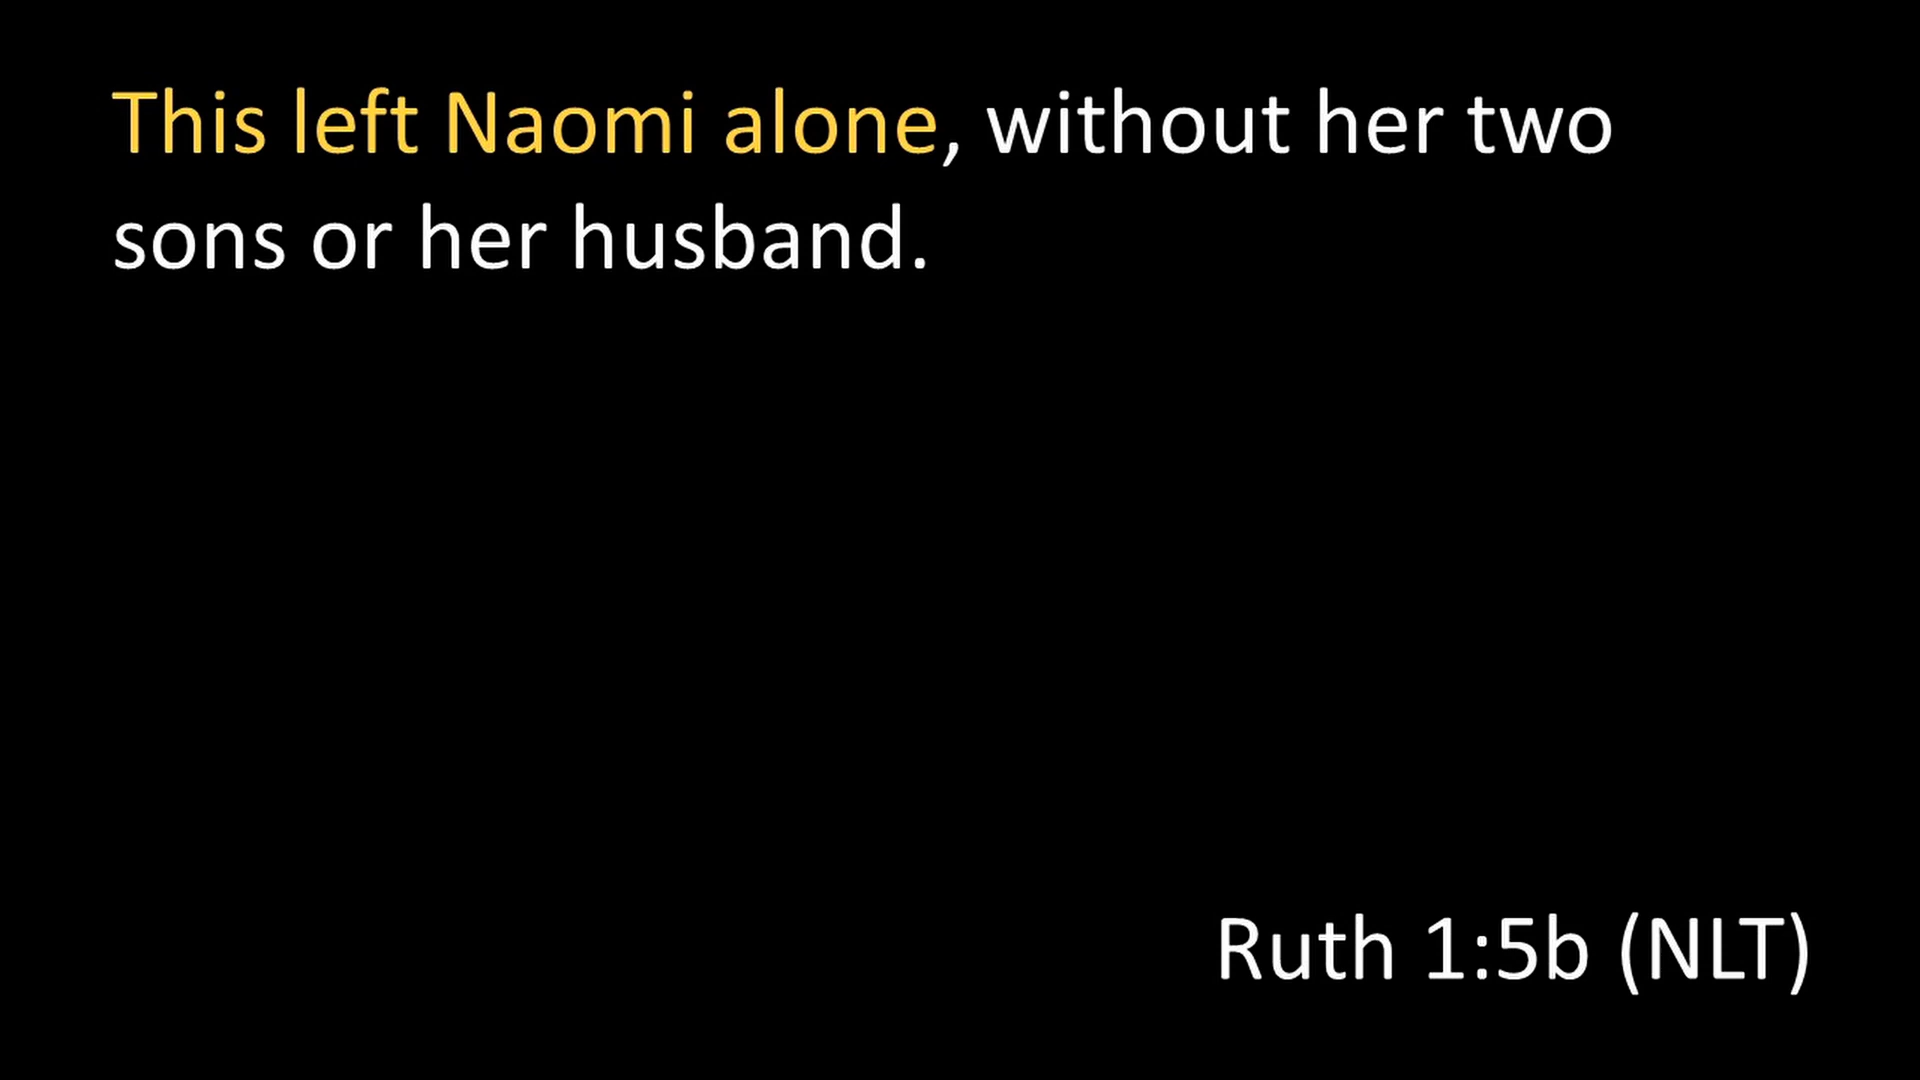 This left Naomi alone, without her two
sons or her husband.
Ruth 1:5b (NLT)